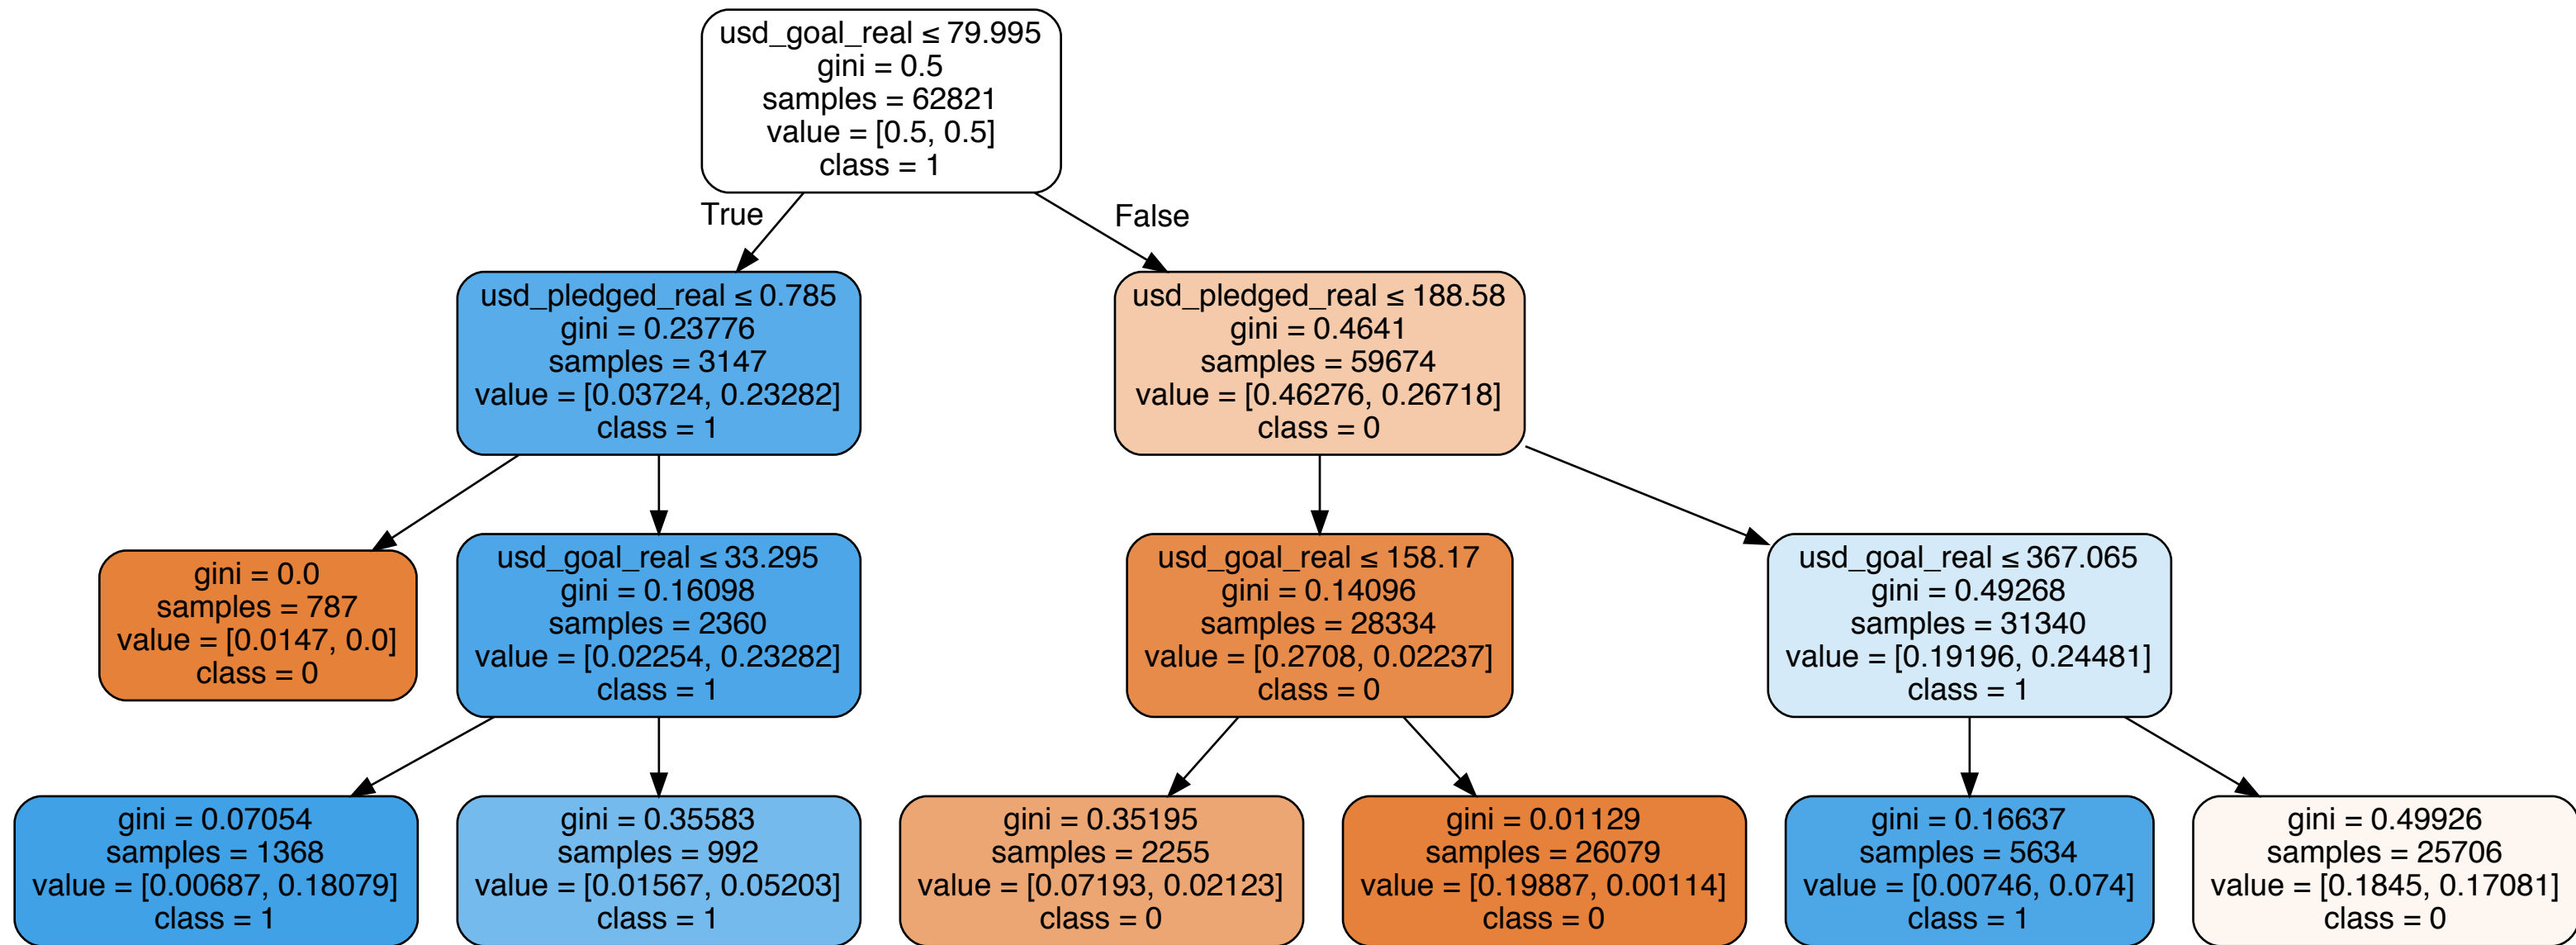 usd_goal_real ≤ 79.995
gini = 0.5
samples = 62821
value = [0.5, 0.5]
class = 1
True
False
usd_pledged_real ≤ 0.785
gini = 0.23776
samples = 3147
value = [0.03724, 0.23282]
class = 1
usd_pledged_real ≤ 188.58
gini = 0.4641
samples = 59674
value = [0.46276, 0.26718]
class = 0
gini = 0.0
samples = 787
value = [0.0147, 0.0]
class = 0
usd_goal_real ≤ 33.295
gini = 0.16098
samples = 2360
value = [0.02254, 0.23282]
class = 1
usd_goal_real ≤ 158.17
gini = 0.14096
samples = 28334
value = [0.2708, 0.02237]
class = 0
usd_goal_real ≤ 367.065
gini = 0.49268
samples = 31340
value = [0.19196, 0.24481]
class = 1
gini = 0.07054
samples = 1368
value = [0.00687, 0.18079]
class = 1
gini = 0.35583
samples = 992
value = [0.01567, 0.05203]
class = 1
gini = 0.35195
samples = 2255
value = [0.07193, 0.02123]
class = 0
gini = 0.01129
samples = 26079
value = [0.19887, 0.00114]
class = 0
gini = 0.16637
samples = 5634
value = [0.00746, 0.074]
class = 1
gini = 0.49926
samples = 25706
value = [0.1845, 0.17081]
class = 0